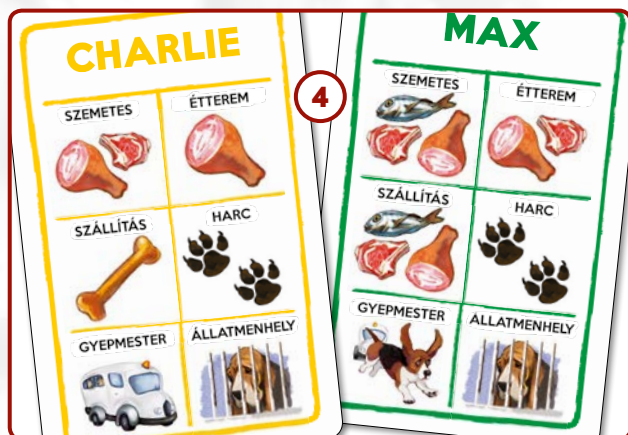 CHARLIE
SZEMETES
ÉTTEREM
SZÁLLÍTÁS
HARC
GYEPMESTER
ÁLLATMENHELY
4
MAX
SZEMETES
ÉTTEREM
SZÁLLÍTÁS
HARC
GYEPMESTER
ÁLLATMENHELY